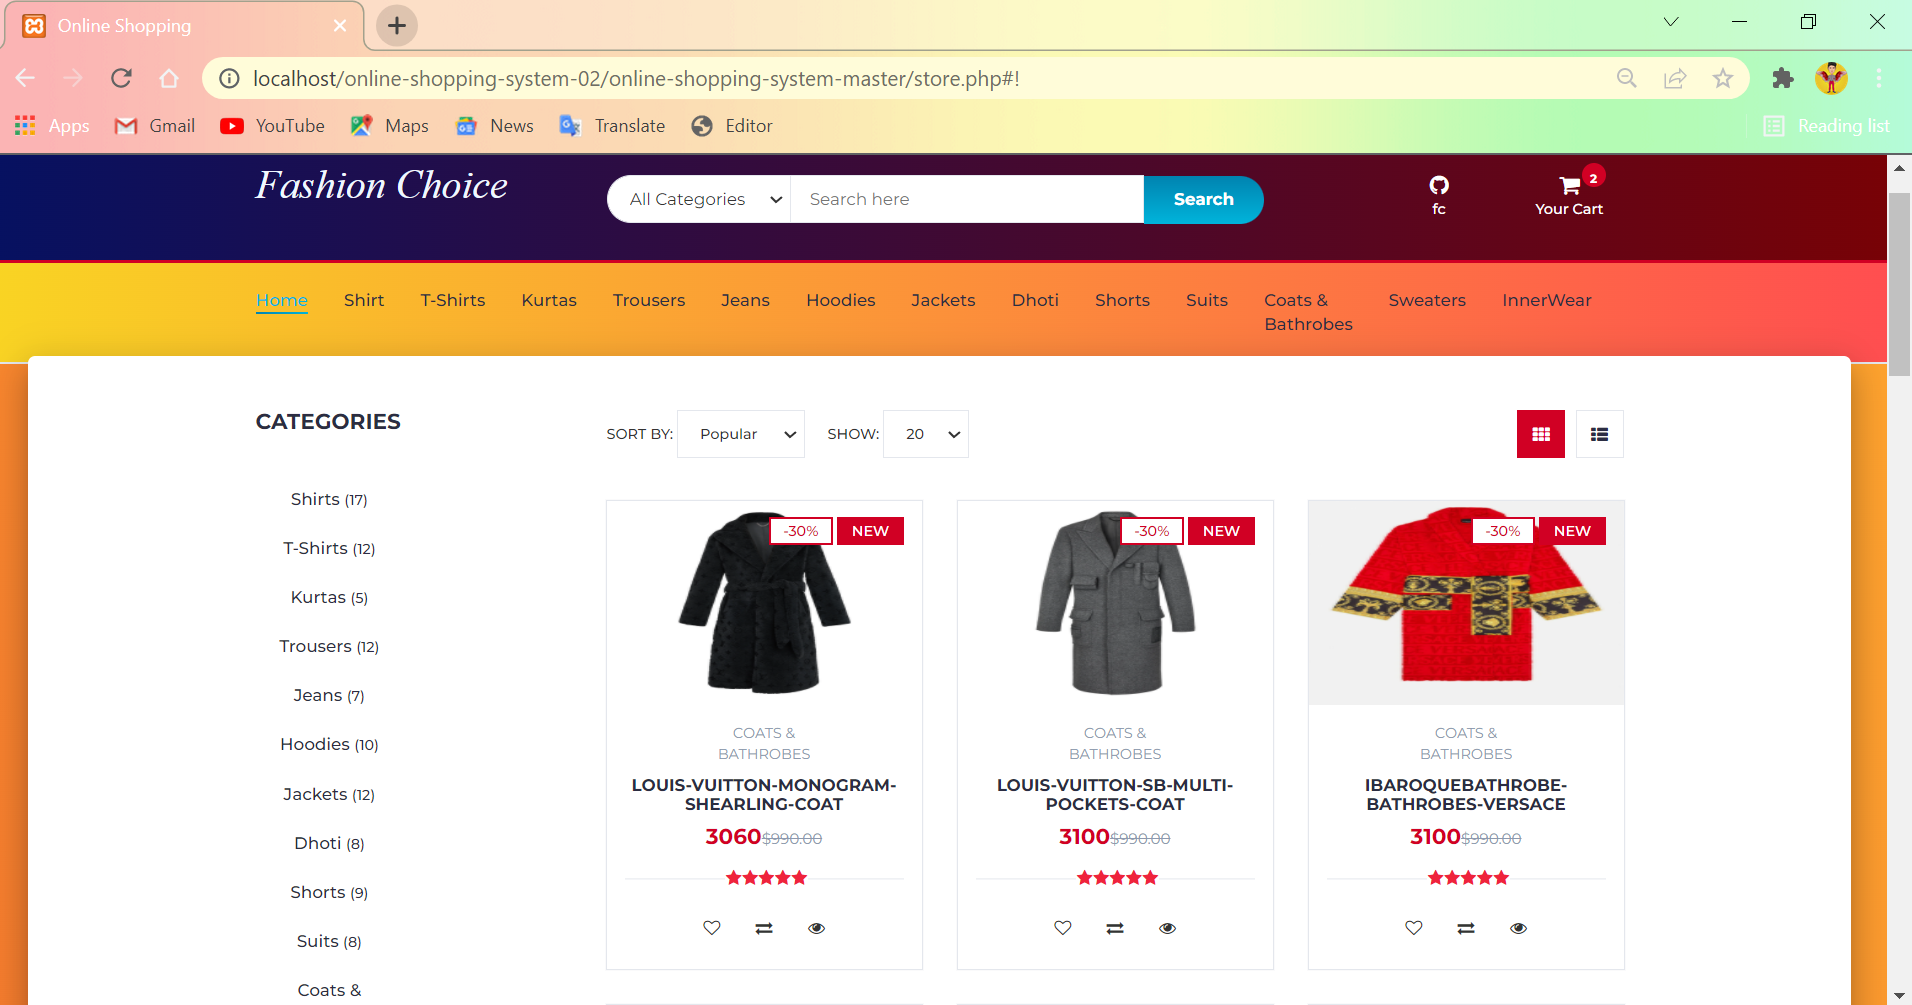 Online Shopping
localhost/online-shopping-system-02/online-shopping-system-master/store.php#!
Apps Gmail YouTube Maps News Translate Editor Reading list
Fashion Choice All Categories Search here Search fc 2 Your Cart
Home Shirt T-Shirts Kurtas Trousers Jeans Hoodies Jackets Dhoti Shorts Suits Coats & Sweaters InnerWear
Bathrobes
CATEGORIES
Shirts (17)
T-Shirts (12)
Kurtas (5)
Trousers (12)
Jeans (7)
Hoodies (10)
Jackets (12)
Dhoti (8)
Shorts (9)
Suits (8)
Coats &
SORT BY: Popular SHOW: 20
-30% NEW
COATS &
BATHROBES
LOUIS-VUITTON-MONOGRAM-
SHEARLING-COAT
3060$990.00
-30% NEW
COATS &
BATHROBES
LOUIS-VUITTON-SB-MULTI-
POCKETS-COAT
3100$990.00
-30% NEW
COATS &
BATHROBES
IBAROQUEBATHROBE-
BATHROBES-VERSACE
3100$990.00